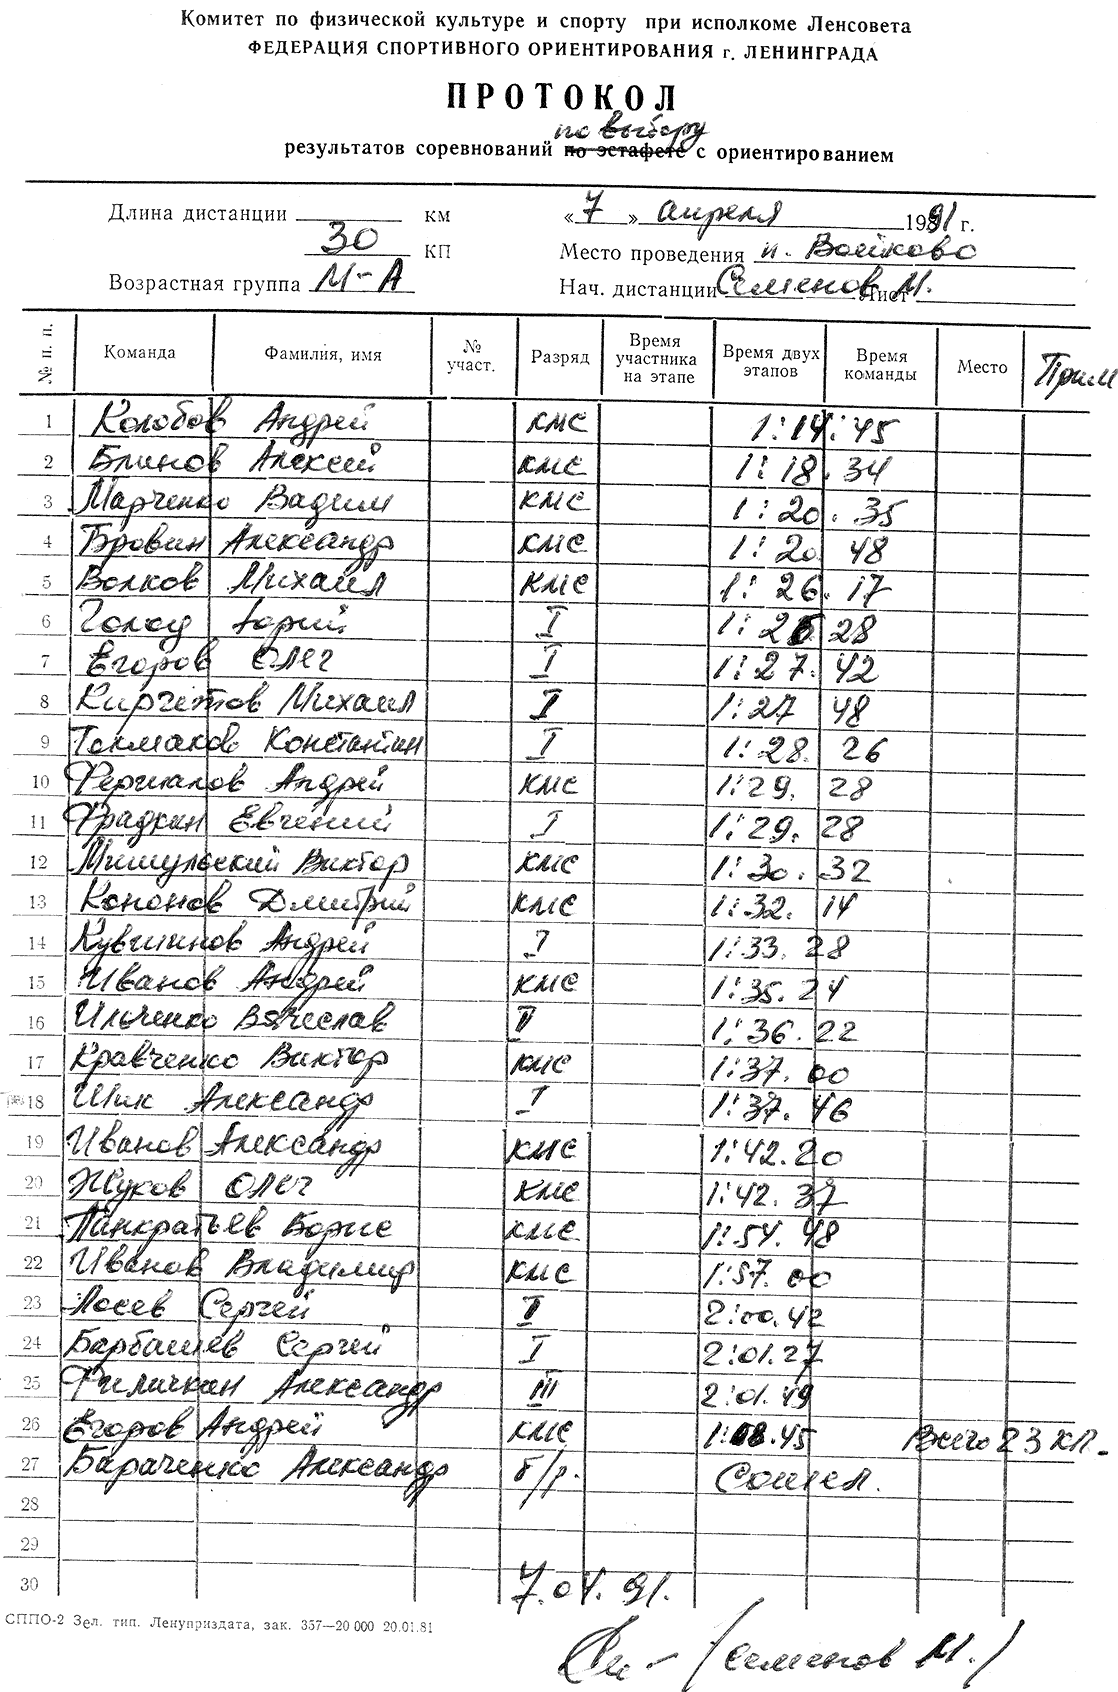 Комитет по физической культуре и спорту при исполкоме Ленсовета
ФЕДЕРАЦИЯ СПОРТИВНОГО ОРИЕНТИРОВАНИЯ г. ЛЕНИНГРАДА
ПРОТОКОЛ
по выбору
результатов соревнований по эстафете с ориентированием
Длина дистанции км «7» апреля 1991 г.
30 КП Место проведения п. Войково
Возрастная группа М-А Нач. дистанции Семенов М. Лист
№ п. п. Команда Фамилия, имя № участ. Разряд Время участника на этапе Время двух этапов Время команды Место Прим
1 Колобов Андрей КМС 1:14:45
2 Блинов Алексей КМС 1:18.34
3 Марченко Вадим КМС 1:20.35
4 Бровин Александр КМС 1:20 48
5 Волков Михаил КМС 1:26.17
6 Голод Юрий I 1:26 28
7 Егоров Олег I 1:27.42
8 Кирчетов Михаил II 1:27 48
9 Токмаков Константин I 1:28. 26
10 Андрей КМС 1:29. 28
11 Фрадкин Евгений I 1:29. 28
12 Мишульский Виктор КМС 1:30. 32
13 Кононов Дмитрий КМС 1:32. 14
14 Кувшинов Андрей I 1:33. 28
15 Иванов Андрей КМС 1:35. 24
16 Ильченко Вячеслав II 1:36. 22
17 Кравченко Виктор КМС 1:37. 00
18 Шик Александр I 1:37. 46
19 Иванов Александр КМС 1:42.20
20 Жуков Олег КМС 1:42. 37
21 Панкратьев Борис КМС 1:54. 48
22 Иванов Владимир КМС 1:57. 00
23 Лосев Сергей II 2:00.42
24 Барбашев Сергей I 2:01.27
25 Филичкин Александр III 2:01.49
26 Егоров Андрей КМС 1:08.45 Всего 23 КП.
27 Бараченко Александр б/р. Сошел.
28
29
30 7.04.91.
СППО-2 Зел. тип. Ленуприздата, зак. 357—20 000 20.01.81
(Семенов М.)